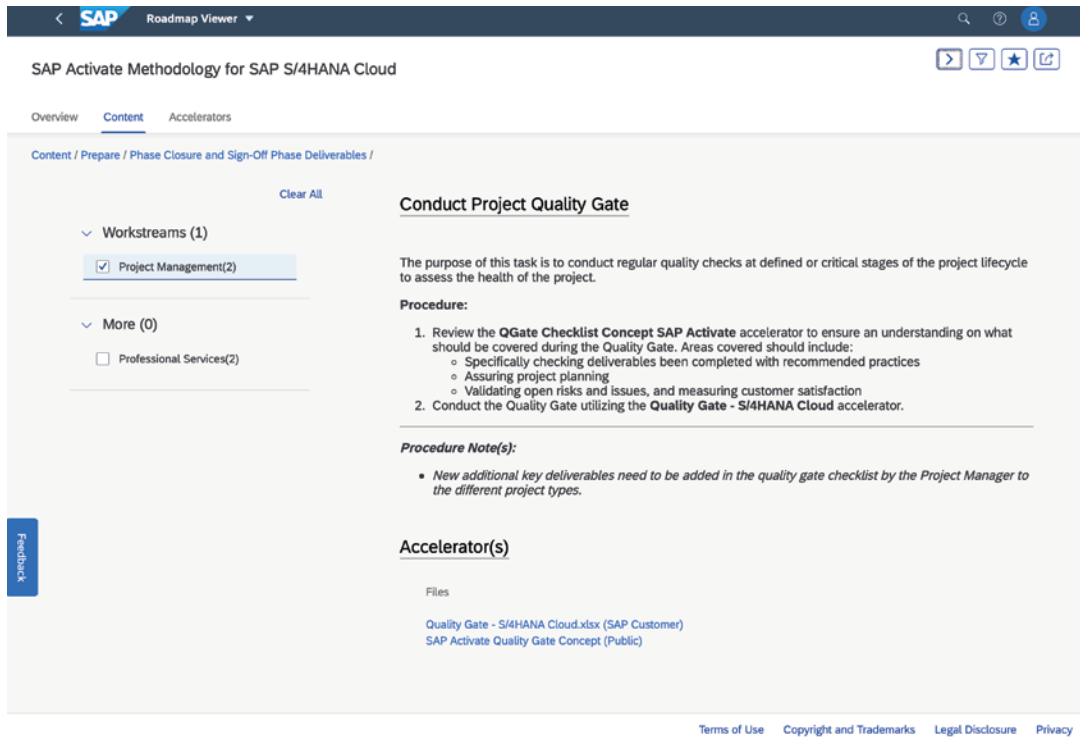 SAP Roadmap Viewer
SAP Activate Methodology for SAP S/4HANA Cloud
Overview Content Accelerators
Content / Prepare / Phase Closure and Sign-Off Phase Deliverables /
Clear All
Workstreams (1)
Project Management(2)
More (0)
Professional Services(2)
Conduct Project Quality Gate
The purpose of this task is to conduct regular quality checks at defined or critical stages of the project lifecycle
to assess the health of the project.
Procedure:
1. Review the QGate Checklist Concept SAP Activate accelerator to ensure an understanding on what
should be covered during the Quality Gate. Areas covered should include:
Specifically checking deliverables been completed with recommended practices
Assuring project planning
Validating open risks and issues, and measuring customer satisfaction
2. Conduct the Quality Gate utilizing the Quality Gate - S/4HANA Cloud accelerator.
Procedure Note(s):
• New additional key deliverables need to be added in the quality gate checklist by the Project Manager to
the different project types.
Feedback
Accelerator(s)
Files
Quality Gate - S/4HANA Cloud.xlsx (SAP Customer)
SAP Activate Quality Gate Concept (Public)
Terms of Use Copyright and Trademarks Legal Disclosure Privacy